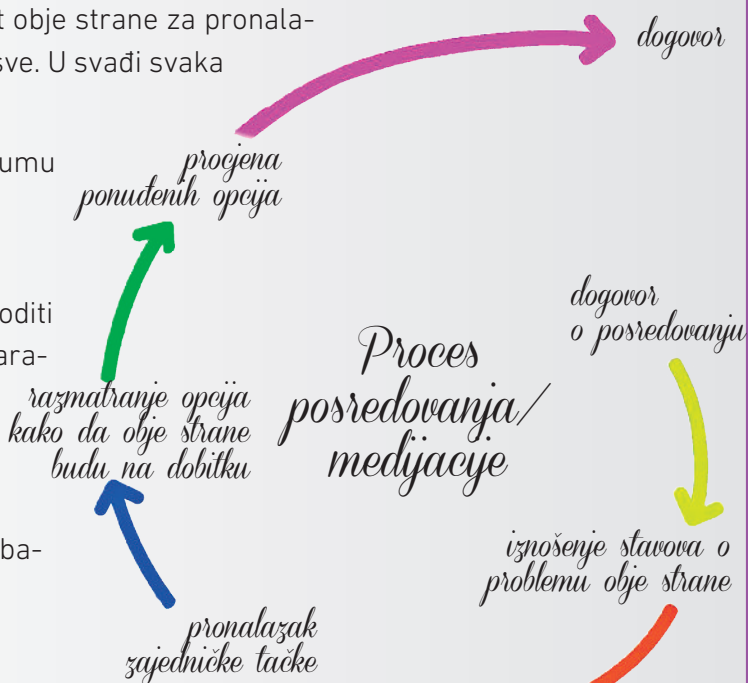 t obje strane za pronala-
sve. U svađi svaka
umu
oditi
ara-
ba-
dogovor
procjena
ponuđenih opcija
dogovor
o posredovanju
Proces
posredovanja/
medijacije
razmatranje opcija
kako da obje strane
budu na dobitku
iznošenje stavova o
problemu obje strane
pronalazak
zajedničke tačke